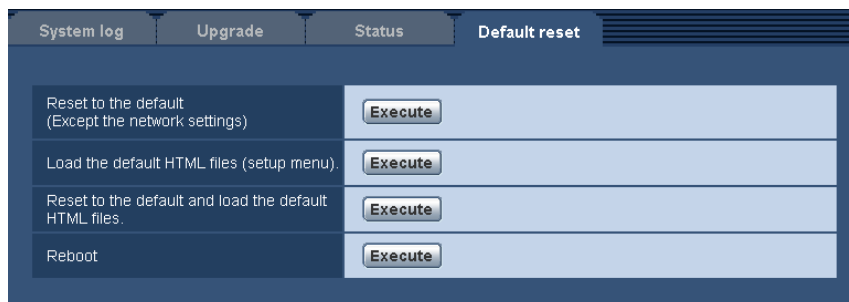 System log Upgrade Status Default reset
Reset to the default
(Except the network settings)
Execute
Load the default HTML files (setup menu).
Execute
Reset to the default and load the default
HTML files.
Execute
Reboot
Execute